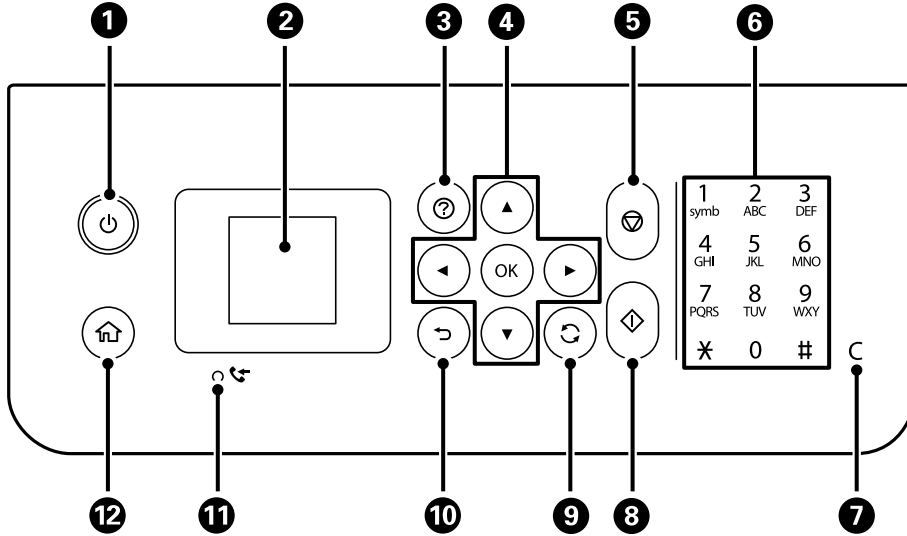 1 2 3 4 5 6
1 2 3
symb ABC DEF
4 5 6
GHI JKL MNO
OK
7 8 9
PQRS TUV WXY
* 0 # C
12 11 10 9 8 7